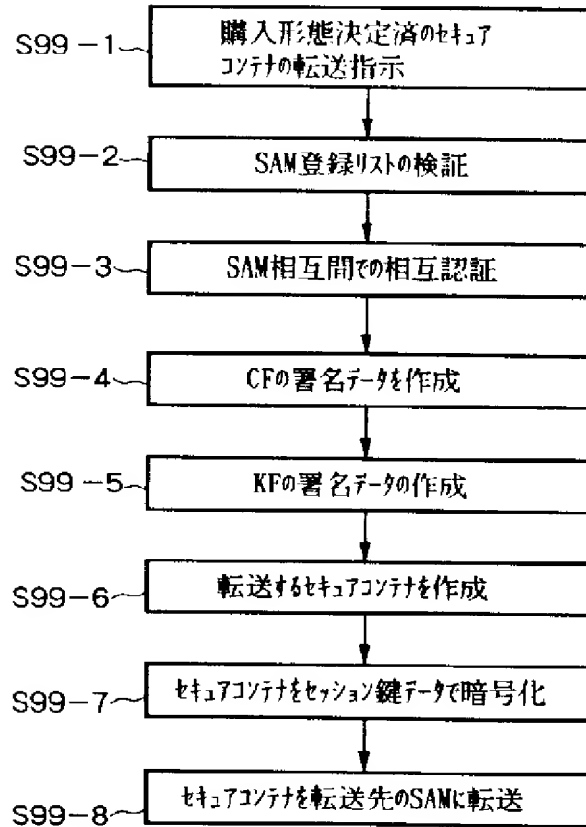 S99-1
購入形態決定済のセキュア
コンテナの転送指示
S99-2
SAM登録リストの検証
S99-3
SAM相互間での相互認証
S99-4
CFの署名データを作成
S99-5
KFの署名データの作成
S99-6
転送するセキュアコンテナを作成
S99-7
セキュアコンテナをセッション鍵データで暗号化
S99-8
セキュアコンテナを転送先のSAMに転送